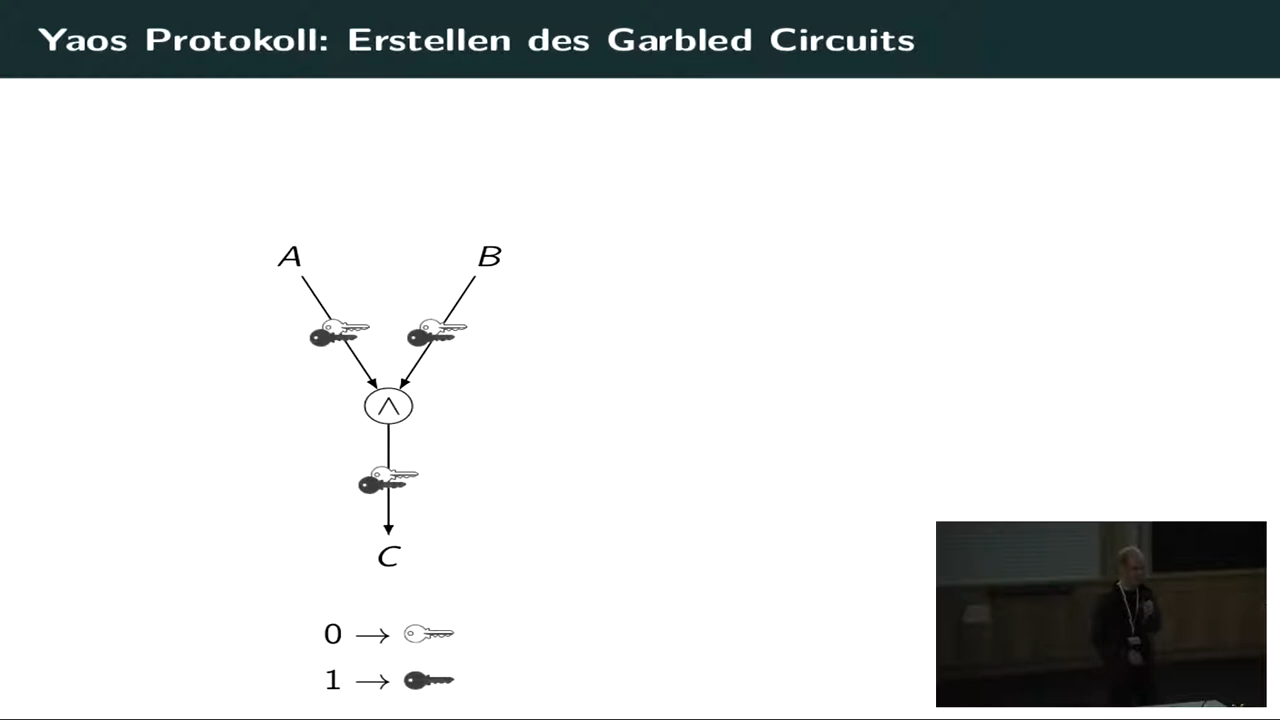 Yaos Protokoll: Erstellen des Garbled Circuits
A B
∧
C
0 →
1 →